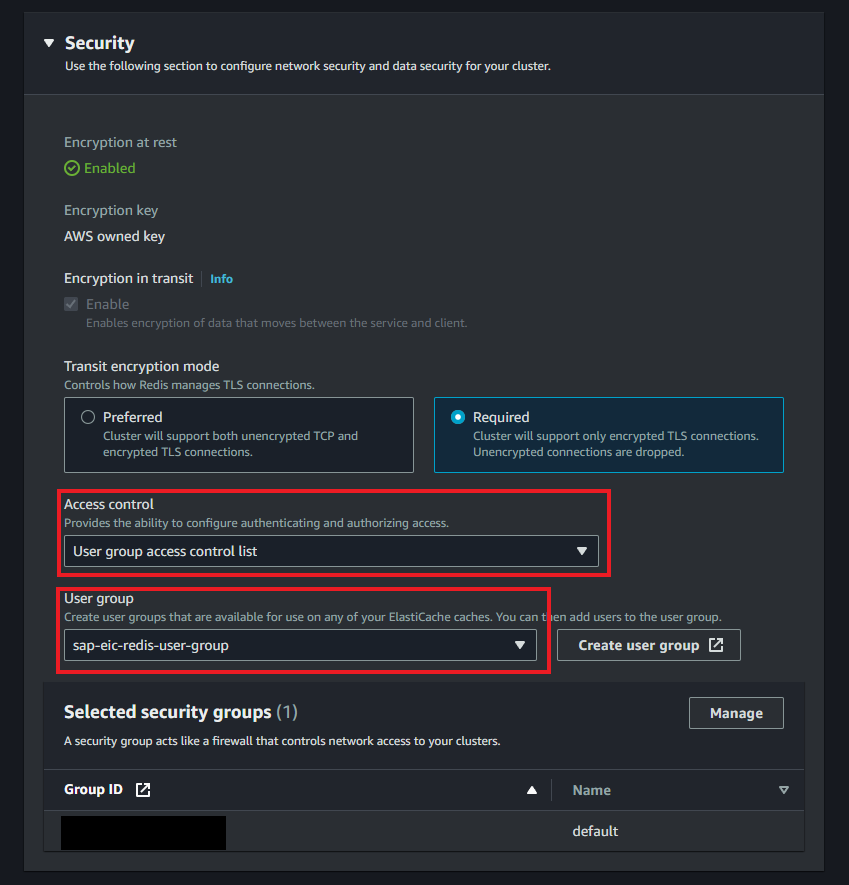 Security
Use the following section to configure network security and data security for your cluster.
Encryption at rest
Enabled
Encryption key
AWS owned key
Encryption in transit
Info
Enable
Enables encryption of data that moves between the service and client.
Transit encryption mode
Controls how Redis manages TLS connections.
Preferred
Cluster will support both unencrypted TCP and
encrypted TLS connections.
Required
Cluster will support only encrypted TLS connections.
Unencrypted connections are dropped.
Access control
Provides the ability to configure authenticating and authorizing access.
User group access control list
User group
Create user groups that are available for use on any of your ElastiCache caches. You can then add users to the user group.
sap-eic-redis-user-group
Create user group
Selected security groups (1)
Manage
A security group acts like a firewall that controls network access to your clusters.
Group ID
Name
default